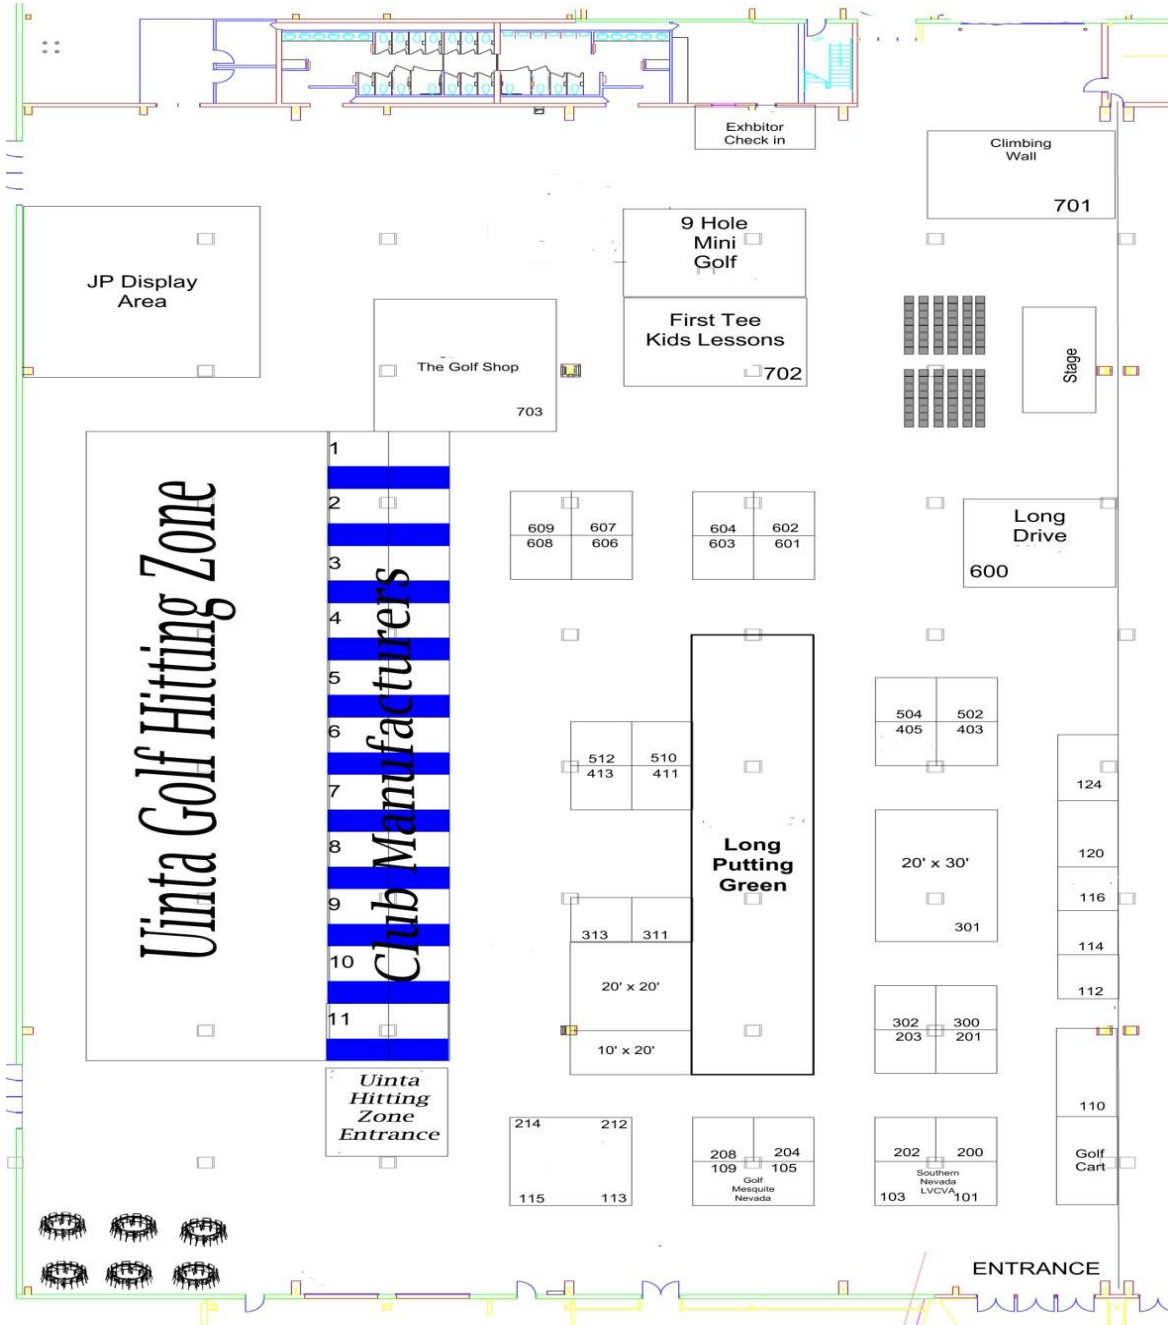 Exhbitor
Check in
Climbing
Wall
701
9 Hole
Mini
Golf
JP Display
Area
First Tee
Kids Lessons
702
The Golf Shop
703
Stage
Uinta Golf Hitting Zone
Club Manufacturers
1
2
3
4
5
6
7
8
9
10
11
609 607
608 606
604 602
603 601
Long
Drive
600
504 502
405 403
512 510
413 411
124
120
116
114
112
Long
Putting
Green
20' x 30'
301
313 311
20' x 20'
10' x 20'
302 300
203 201
110
Golf
Cart
Uinta
Hitting
Zone
Entrance
214 212
115 113
208 204
109 105
Golf
Mesquite
Nevada
202 200
Southern
Nevada
LVCVA
103 101
ENTRANCE